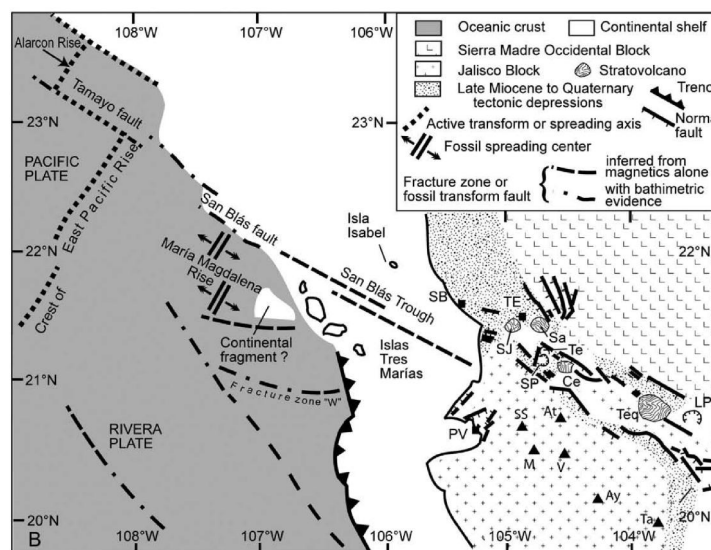 108°W
107°W
106°W
Alarcon Rise
Tamayo fault
23°N
PACIFIC
PLATE
East Pacific Rise
Crest of
22°N
San Blás fault
María Magdalena
Rise
Continental
fragment ?
21°N
Fracture zone "W"
RIVERA
PLATE
20°N
B
108°W
107°W
106°W
105°W
104°W
Isla
Isabel
San Blás Trough
Islas
Tres
Marías
Oceanic crust
Continental shelf
Sierra Madre Occidental Block
Jalisco Block
Stratovolcano
Late Miocene to Quaternary
tectonic depressions
Trenc
Norma
fault
Active transform or spreading axis
Fossil spreading center
Fracture zone or
fossil transform fault
inferred from
magnetics alone
with bathimetric
evidence
23°N
22°N
SB
TE
SJ
Sa
Te
SP
Ce
Teq
LP
PV
SS
At
M
V
Ay
Ta
20°N